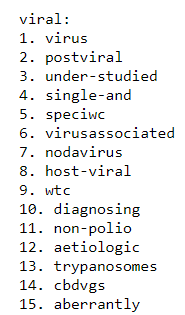 viral:
1. virus
2. postviral
3. under-studied
4. single-and
5. speciwc
6. virusassociated
7. nodavirus
8. host-viral
9. wtc
10. diagnosing
11. non-polio
12. aetiologic
13. trypanosomes
14. cbdvgs
15. aberrantly